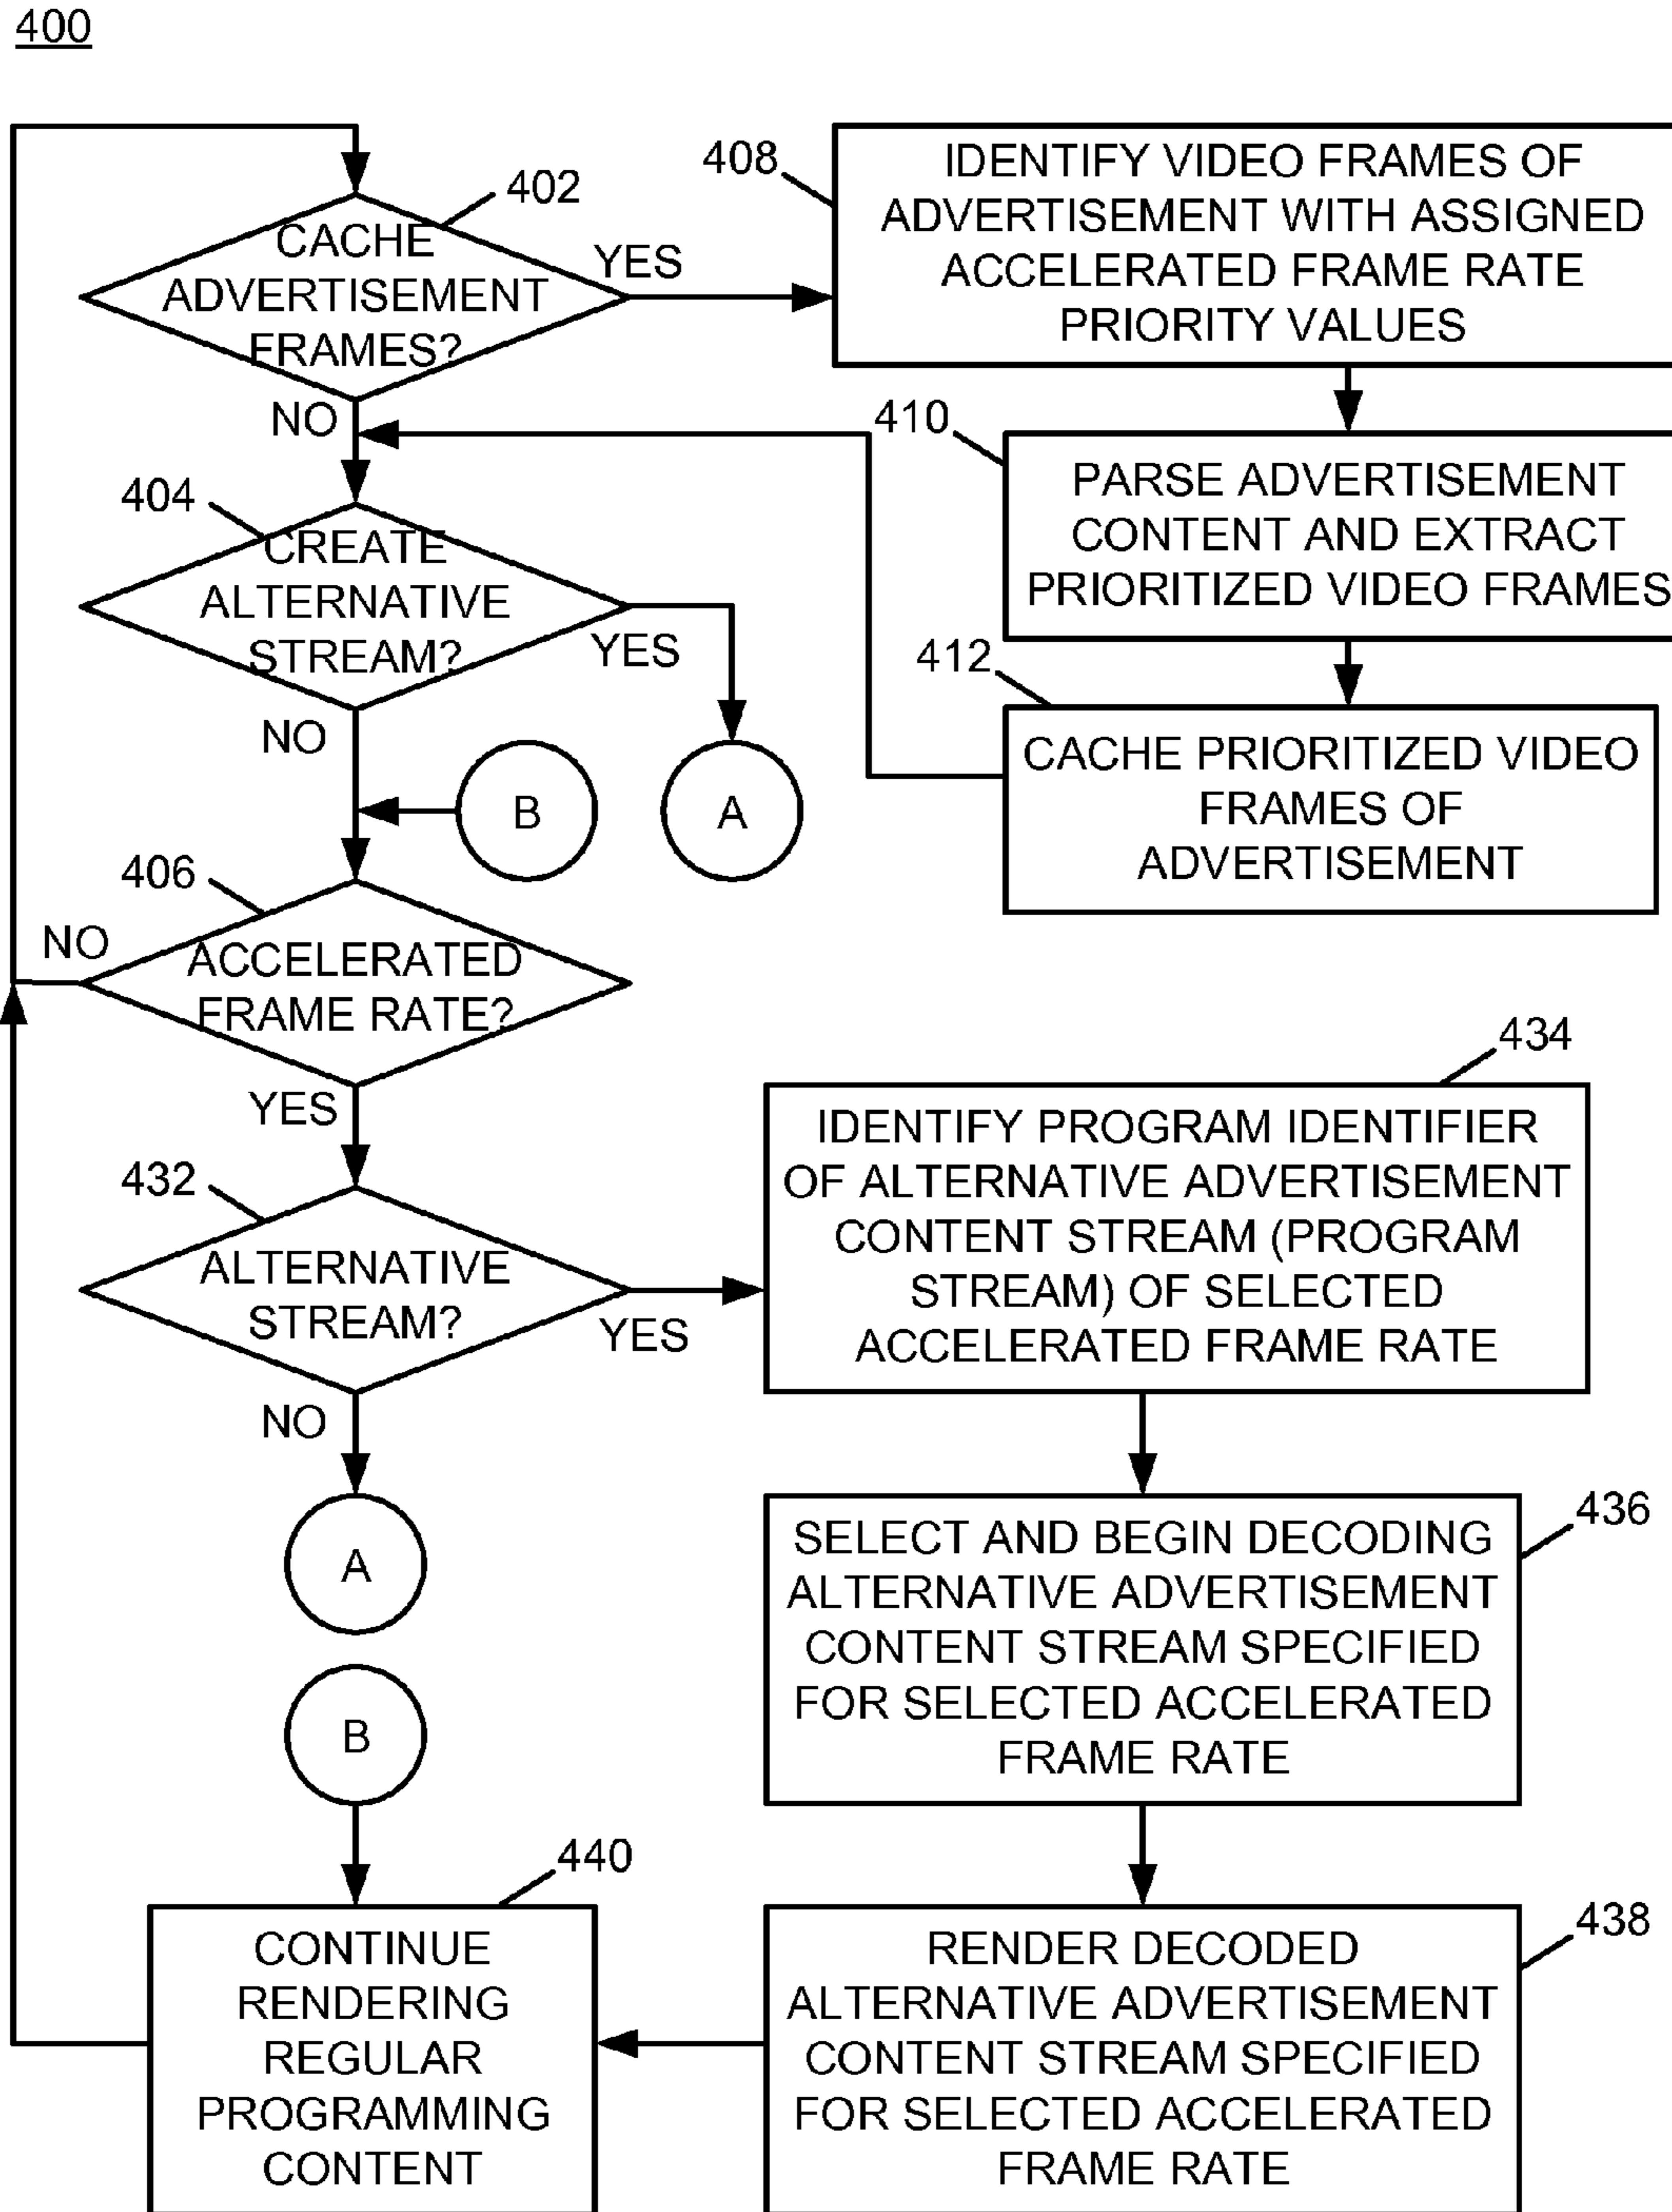 400
402
CACHE
ADVERTISEMENT
FRAMES?
YES
NO
408
IDENTIFY VIDEO FRAMES OF
ADVERTISEMENT WITH ASSIGNED
ACCELERATED FRAME RATE
PRIORITY VALUES
410
PARSE ADVERTISEMENT
CONTENT AND EXTRACT
PRIORITIZED VIDEO FRAMES
412
CACHE PRIORITIZED VIDEO
FRAMES OF
ADVERTISEMENT
404
CREATE
ALTERNATIVE
STREAM?
YES
NO
B
A
406
NO
ACCELERATED
FRAME RATE?
YES
432
ALTERNATIVE
STREAM?
YES
NO
A
434
IDENTIFY PROGRAM IDENTIFIER
OF ALTERNATIVE ADVERTISEMENT
CONTENT STREAM (PROGRAM
STREAM) OF SELECTED
ACCELERATED FRAME RATE
436
SELECT AND BEGIN DECODING
ALTERNATIVE ADVERTISEMENT
CONTENT STREAM SPECIFIED
FOR SELECTED ACCELERATED
FRAME RATE
438
RENDER DECODED
ALTERNATIVE ADVERTISEMENT
CONTENT STREAM SPECIFIED
FOR SELECTED ACCELERATED
FRAME RATE
B
440
CONTINUE
RENDERING
REGULAR
PROGRAMMING
CONTENT